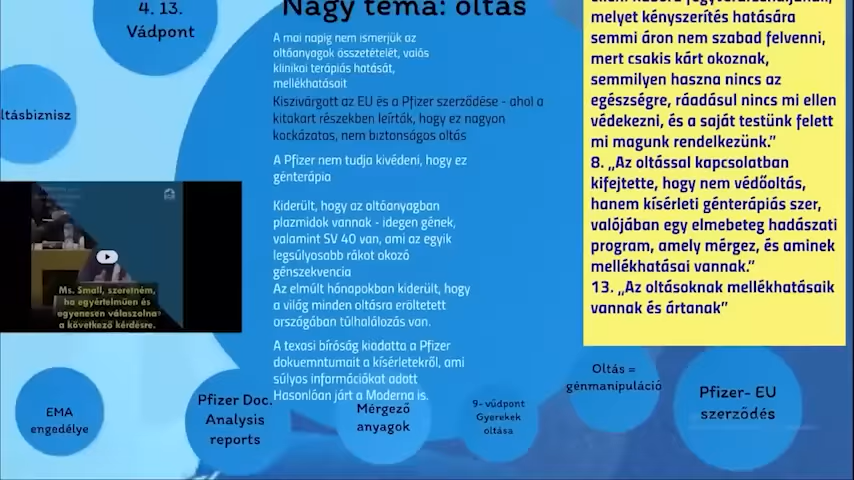 4. 13.
Vádpont
ltásbiznisz
Nagy téma: oltás
A mai napig nem ismerjük az
oltóanyagok összetételét, valós
klinikai terápiás hatását,
mellékhatásait
Kiszivárgott az EU és a Pfizer szerződése - ahol a
kitakart részekben leírták, hogy ez nagyon
kockázatos, nem biztonságos oltás
A Pfizer nem tudja kivédeni, hogy ez
génterápia
Kiderült, hogy az oltóanyagban
plazmidok vannak - idegen gének,
valamint SV 40 van, ami az egyik
legsúlyosabb rákot okozó
génszekvencia
Az elmúlt hónapokban kiderült, hogy
a világ minden oltásra erőltetett
országában túlhalálozás van.
A texasi bíróság kiadatta a Pfizer
dokuemntumait a kísérletekről, ami
súlyos információkat adott
Hasonlóan járt a Moderna is.
Ms. Small, szeretném,
ha egyértelműen és
egyenesen válaszolna
a következő kérdésre.
melyet kényszerítés hatására
semmi áron nem szabad felvenni,
mert csakis kárt okoznak,
semmilyen haszna nincs az
egészségre, ráadásul nincs mi ellen
védekezni, és a saját testünk felett
mi magunk rendelkezünk.”
8. „Az oltással kapcsolatban
kifejtette, hogy nem védőoltás,
hanem kísérleti génterápiás szer,
valójában egy elmebeteg hadászati
program, amely mérgez, és aminek
mellékhatásai vannak.”
13. „Az oltásoknak mellékhatásaik
vannak és ártanak”
EMA
engedélye
Pfizer Doc.
Analysis
reports
Mérgező
anyagok
9- vúdpont
Gyerekek
oltása
Oltás =
génmanipuláció
Pfizer- EU
szerződés